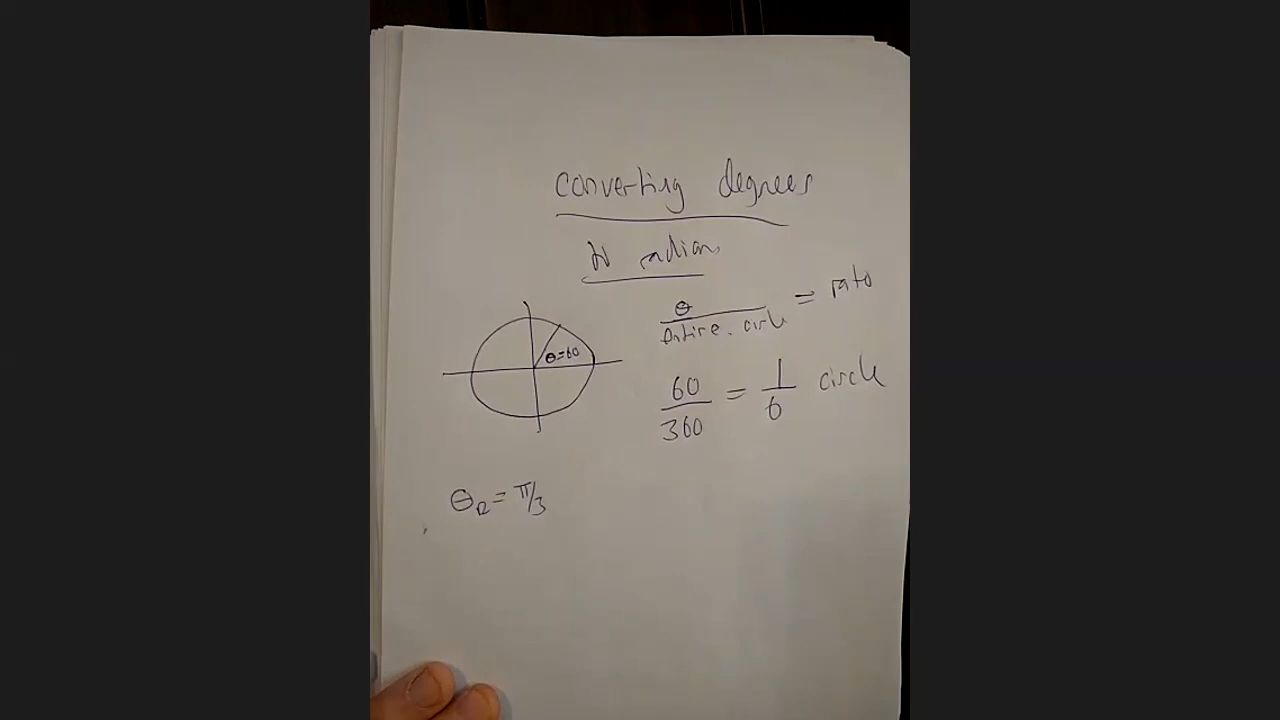 converting degrees
to radians
θ / entire circle = ratio
θ=60
60/360 = 1/6 circle
θR = π/3